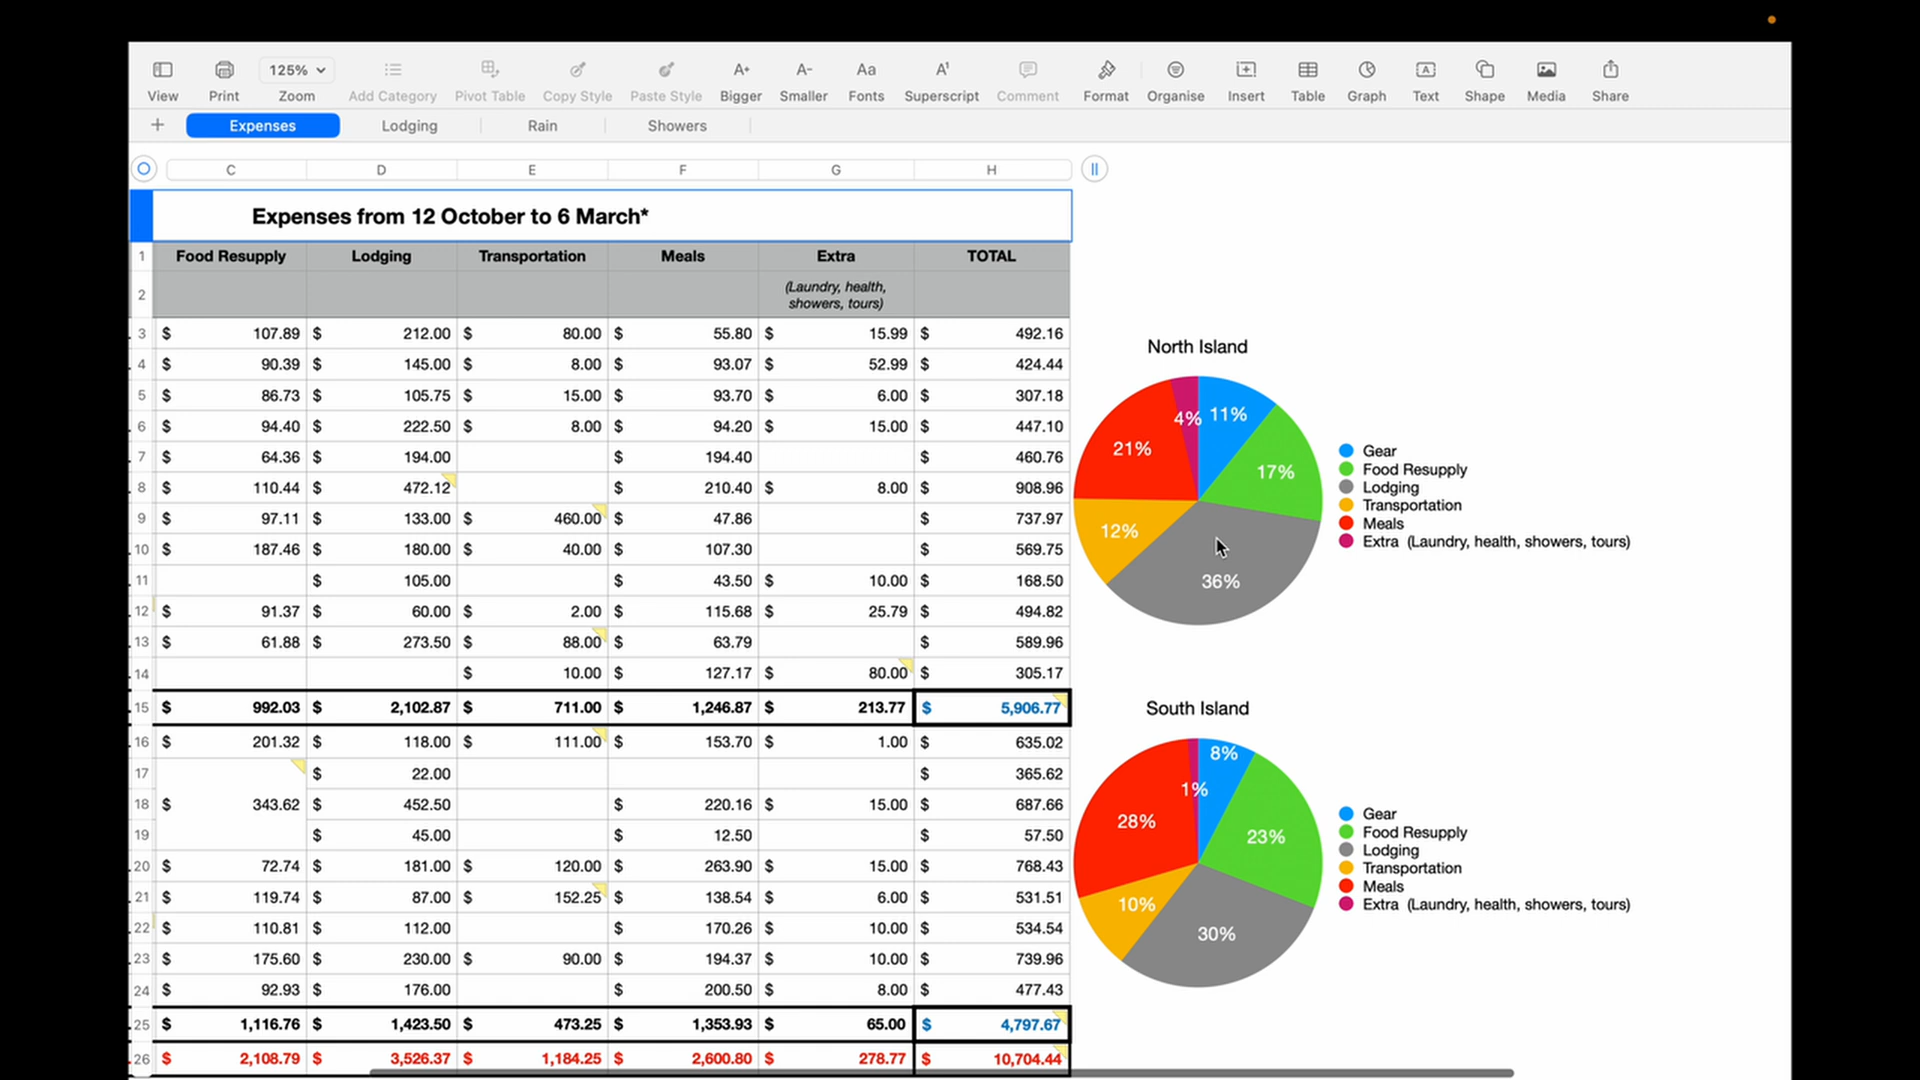 125%
View Print Zoom Add Category Pivot Table Copy Style Paste Style Bigger Smaller Fonts Superscript Comment Format Organise Insert Table Graph Text Shape Media Share
Expenses Lodging Rain Showers
C D E F G H
Expenses from 12 October to 6 March*
1 Food Resupply Lodging Transportation Meals Extra TOTAL
2 (Laundry, health, showers, tours)
3 $ 107.89 $ 212.00 $ 80.00 $ 55.80 $ 15.99 $ 492.16
4 $ 90.39 $ 145.00 $ 8.00 $ 93.07 $ 52.99 $ 424.44
5 $ 86.73 $ 105.75 $ 15.00 $ 93.70 $ 6.00 $ 307.18
6 $ 94.40 $ 222.50 $ 8.00 $ 94.20 $ 15.00 $ 447.10
7 $ 64.36 $ 194.00 $ 194.40 $ 460.76
8 $ 110.44 $ 472.12 $ 210.40 $ 8.00 $ 908.96
9 $ 97.11 $ 133.00 $ 460.00 $ 47.86 $ 737.97
10 $ 187.46 $ 180.00 $ 40.00 $ 107.30 $ 569.75
11 $ 105.00 $ 43.50 $ 10.00 $ 168.50
12 $ 91.37 $ 60.00 $ 2.00 $ 115.68 $ 25.79 $ 494.82
13 $ 61.88 $ 273.50 $ 88.00 $ 63.79 $ 589.96
14 $ 10.00 $ 127.17 $ 80.00 $ 305.17
15 $ 992.03 $ 2,102.87 $ 711.00 $ 1,246.87 $ 213.77 $ 5,906.77
16 $ 201.32 $ 118.00 $ 111.00 $ 153.70 $ 1.00 $ 635.02
17 $ 22.00 $ 365.62
18 $ 343.62 $ 452.50 $ 220.16 $ 15.00 $ 687.66
19 $ 45.00 $ 12.50 $ 57.50
20 $ 72.74 $ 181.00 $ 120.00 $ 263.90 $ 15.00 $ 768.43
21 $ 119.74 $ 87.00 $ 152.25 $ 138.54 $ 6.00 $ 531.51
22 $ 110.81 $ 112.00 $ 170.26 $ 10.00 $ 534.54
23 $ 175.60 $ 230.00 $ 90.00 $ 194.37 $ 10.00 $ 739.96
24 $ 92.93 $ 176.00 $ 200.50 $ 8.00 $ 477.43
25 $ 1,116.76 $ 1,423.50 $ 473.25 $ 1,353.93 $ 65.00 $ 4,797.67
26 $ 2,108.79 $ 3,526.37 $ 1,184.25 $ 2,600.80 $ 278.77 $ 10,704.44
North Island
4% 11%
21%
17%
12%
36%
Gear
Food Resupply
Lodging
Transportation
Meals
Extra (Laundry, health, showers, tours)
South Island
8%
1%
28%
23%
10%
30%
Gear
Food Resupply
Lodging
Transportation
Meals
Extra (Laundry, health, showers, tours)